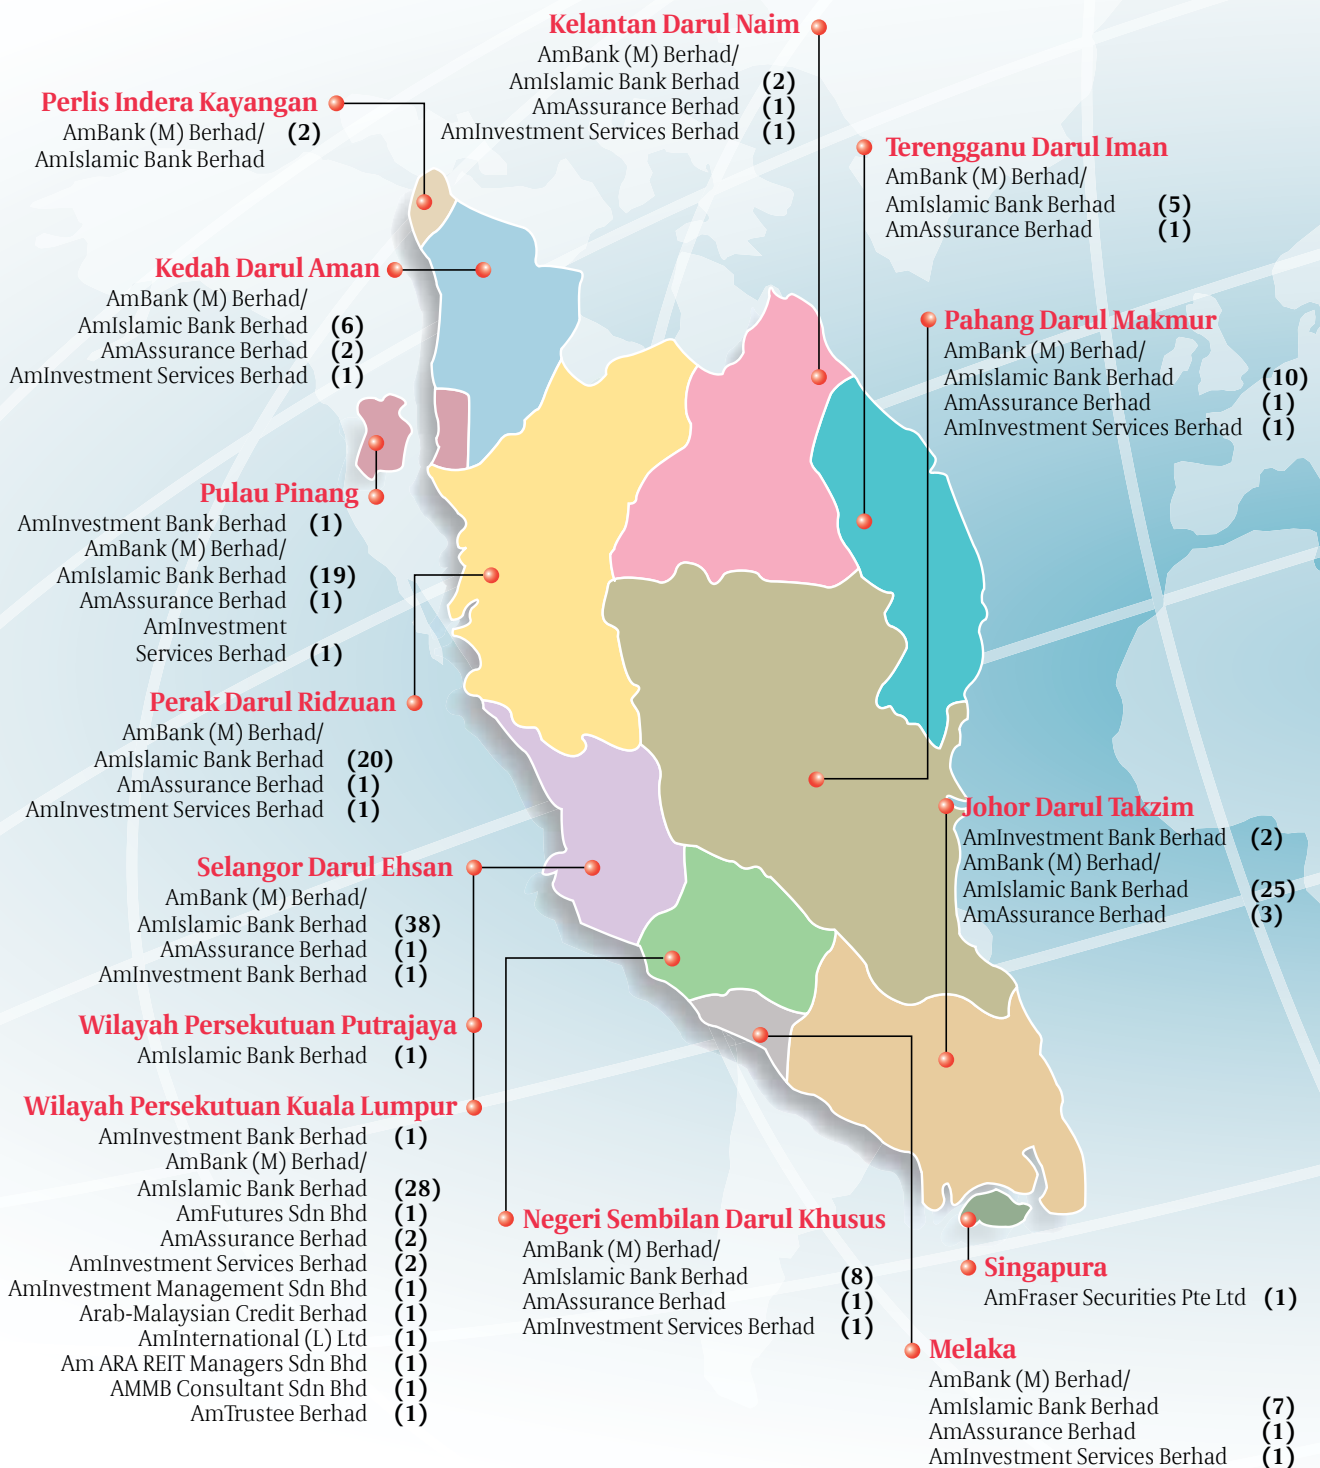 Kelantan Darul Naim
AmBank (M) Berhad/
AmIslamic Bank Berhad (2)
AmAssurance Berhad (1)
AmInvestment Services Berhad (1)
Perlis Indera Kayangan
AmBank (M) Berhad/ (2)
AmIslamic Bank Berhad
Terengganu Darul Iman
AmBank (M) Berhad/
AmIslamic Bank Berhad (5)
AmAssurance Berhad (1)
Kedah Darul Aman
AmBank (M) Berhad/
AmIslamic Bank Berhad (6)
AmAssurance Berhad (2)
AmInvestment Services Berhad (1)
Pahang Darul Makmur
AmBank (M) Berhad/
AmIslamic Bank Berhad (10)
AmAssurance Berhad (1)
AmInvestment Services Berhad (1)
Pulau Pinang
AmInvestment Bank Berhad (1)
AmBank (M) Berhad/
AmIslamic Bank Berhad (19)
AmAssurance Berhad (1)
AmInvestment
Services Berhad (1)
Perak Darul Ridzuan
AmBank (M) Berhad/
AmIslamic Bank Berhad (20)
AmAssurance Berhad (1)
AmInvestment Services Berhad (1)
Johor Darul Takzim
AmInvestment Bank Berhad (2)
AmBank (M) Berhad/
AmIslamic Bank Berhad (25)
AmAssurance Berhad (3)
Selangor Darul Ehsan
AmBank (M) Berhad/
AmIslamic Bank Berhad (38)
AmAssurance Berhad (1)
AmInvestment Bank Berhad (1)
Wilayah Persekutuan Putrajaya
AmIslamic Bank Berhad (1)
Wilayah Persekutuan Kuala Lumpur
AmInvestment Bank Berhad (1)
AmBank (M) Berhad/
AmIslamic Bank Berhad (28)
AmFutures Sdn Bhd (1)
AmAssurance Berhad (2)
AmInvestment Services Berhad (2)
AmInvestment Management Sdn Bhd (1)
Arab-Malaysian Credit Berhad (1)
AmInternational (L) Ltd (1)
Am ARA REIT Managers Sdn Bhd (1)
AMMB Consultant Sdn Bhd (1)
AmTrustee Berhad (1)
Negeri Sembilan Darul Khusus
AmBank (M) Berhad/
AmIslamic Bank Berhad (8)
AmAssurance Berhad (1)
AmInvestment Services Berhad (1)
Singapura
AmFraser Securities Pte Ltd (1)
Melaka
AmBank (M) Berhad/
AmIslamic Bank Berhad (7)
AmAssurance Berhad (1)
AmInvestment Services Berhad (1)